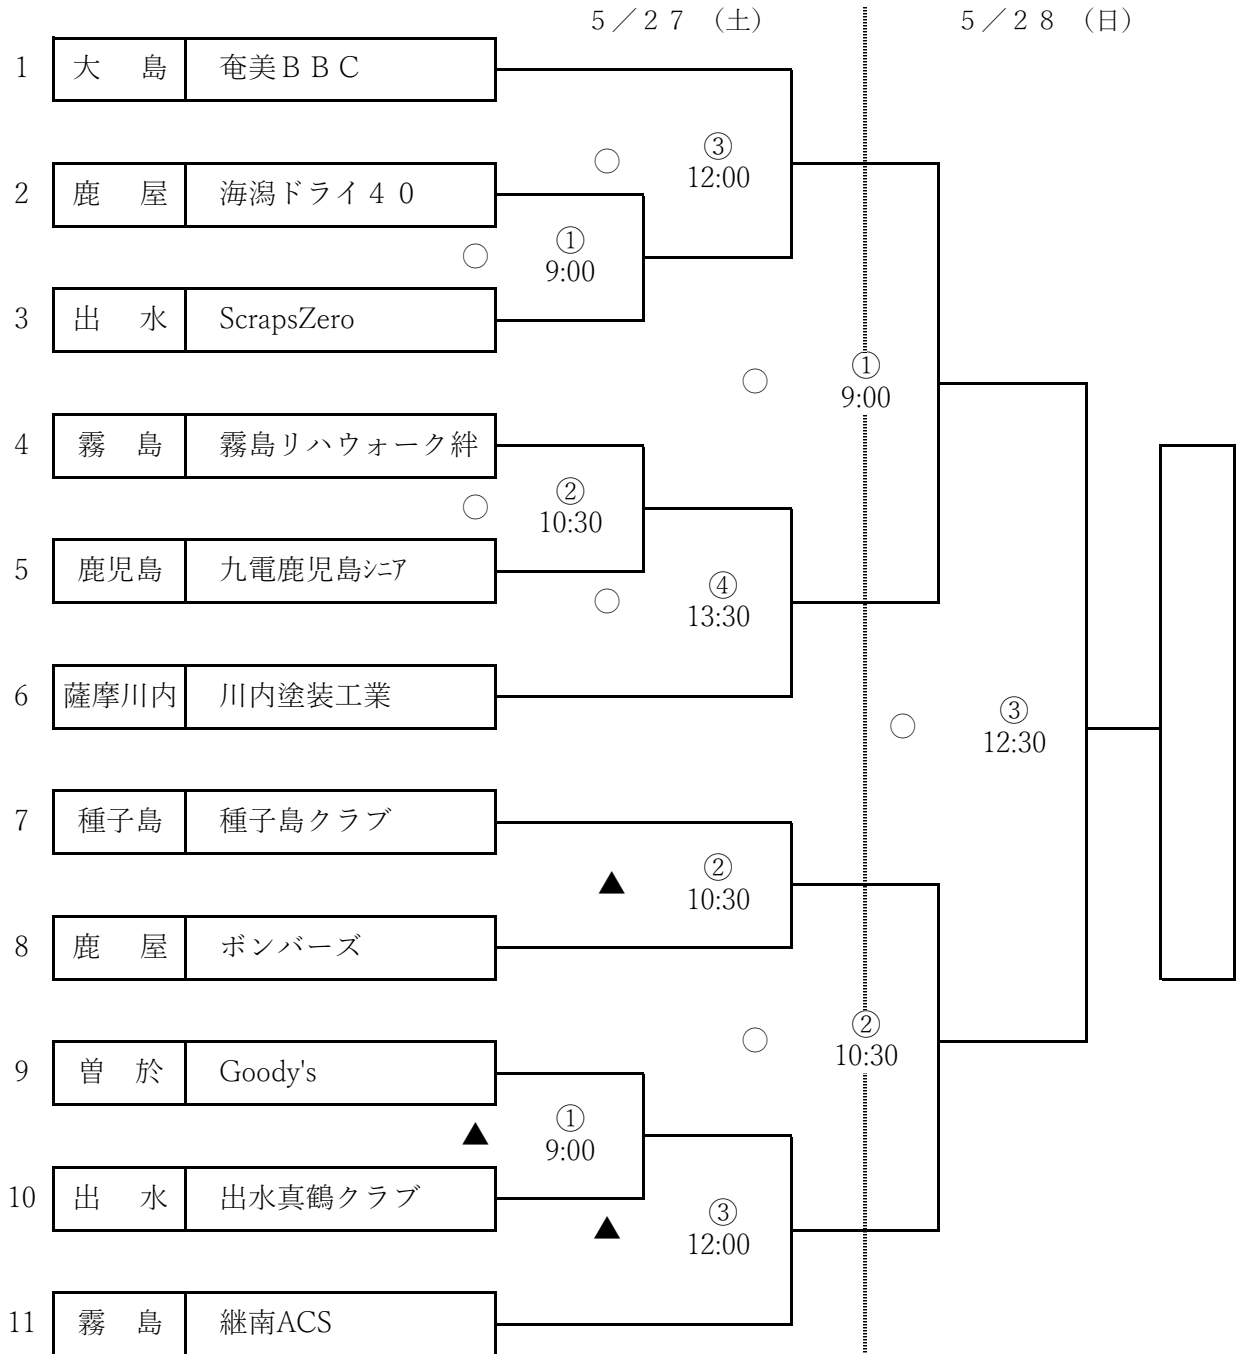 ５／２７　（土）
５／２８　（日）
1 大　島 奄美ＢＢＣ
③
12:00
○
2 鹿　屋 海潟ドライ４０
①
9:00
○
3 出　水 ScrapsZero
①
9:00
○
4 霧　島 霧島リハウォーク絆
②
10:30
○
5 鹿児島 九電鹿児島ｼﾆｱ
④
13:30
○
6 薩摩川内 川内塗装工業
③
12:30
○
7 種子島 種子島クラブ
②
10:30
▲
8 鹿　屋 ボンバーズ
②
10:30
○
9 曽　於 Goody's
①
9:00
▲
10 出　水 出水真鶴クラブ
③
12:00
▲
11 霧　島 継南ACS